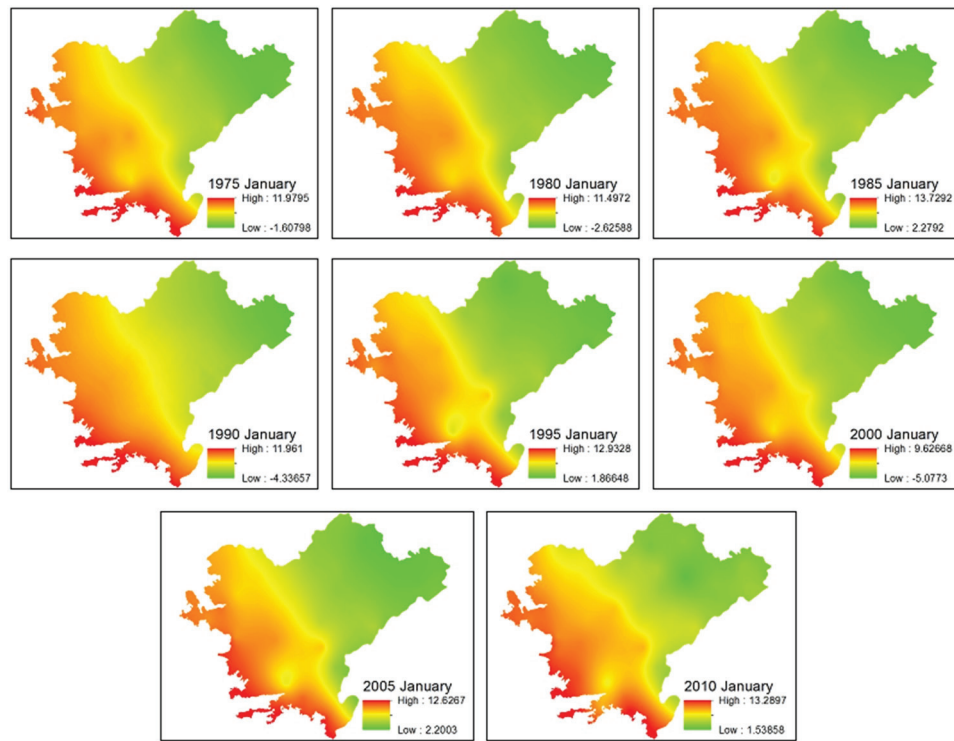 1975 January
High : 11.9795
Low : -1.60798
1980 January
High : 11.4972
Low : -2.62588
1985 January
High : 13.7292
Low : 2.2792
1990 January
High : 11.961
Low : -4.33657
1995 January
High : 12.9328
Low : 1.86648
2000 January
High : 9.62668
Low : -5.0773
2005 January
High : 12.6267
Low : 2.2003
2010 January
High : 13.2897
Low : 1.53858